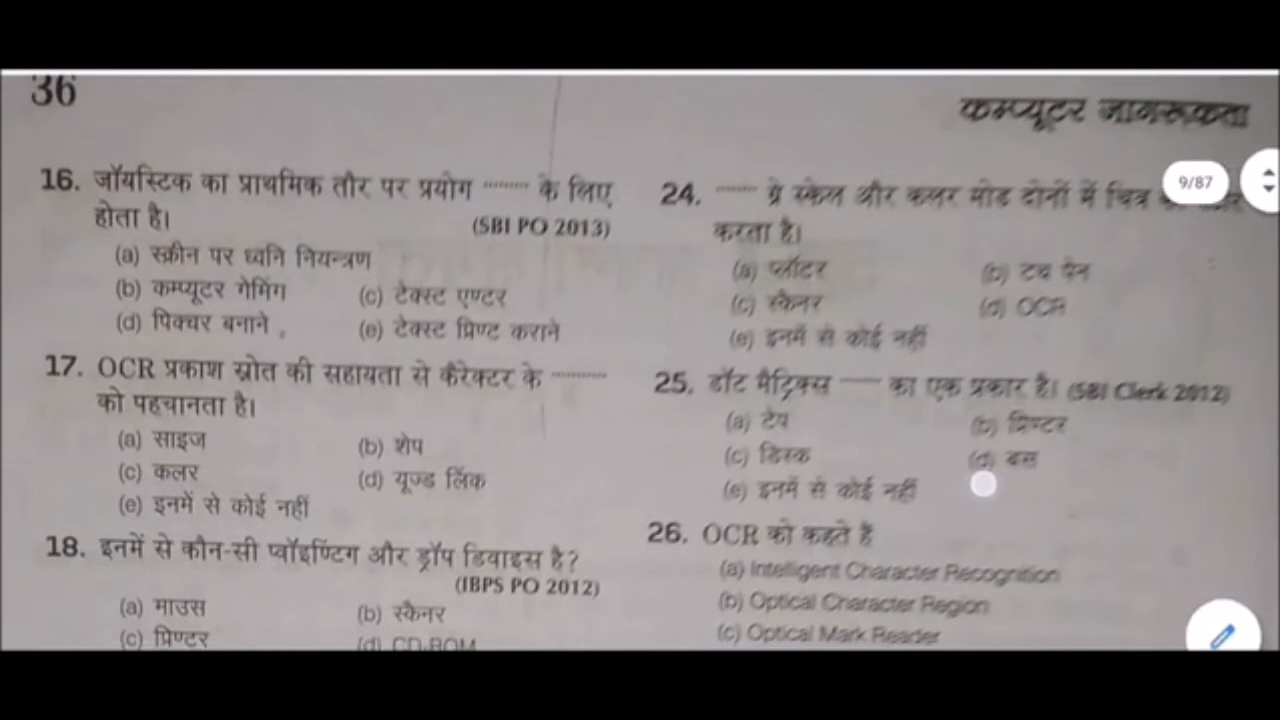 36
कम्प्यूटर जागरूकता
9/87
16. जॉयस्टिक का प्राथमिक तौर पर प्रयोग ........ के लिए
होता है।
(SBI PO 2013)
(a) स्क्रीन पर ध्वनि नियन्त्रण
(b) कम्प्यूटर गेमिंग (c) टेक्स्ट एण्टर
(d) पिक्चर बनाने (e) टेक्स्ट प्रिण्ट कराने
17. OCR प्रकाश स्रोत की सहायता से कैरेक्टर के ..........
को पहचानता है।
(a) साइज (b) शेप
(c) कलर (d) यूज्ड लिंक
(e) इनमें से कोई नहीं
18. इनमें से कौन-सी प्वॉइण्टिंग और ड्रॉप डिवाइस है?
(IBPS PO 2012)
(a) माउस (b) स्कैनर
(c) प्रिण्टर (d) CD-ROM
24. ....... ग्रे स्केल और कलर मोड दोनों में चित्र
करता है।
(a) प्लॉटर (b) टच पैन
(c) स्कैनर (d) OCR
(e) इनमें से कोई नहीं
25. डॉट मैट्रिक्स ....... का एक प्रकार है। (SBI Clerk 2012)
(a) टेप (b) प्रिण्टर
(c) डिस्क (d) बस
(e) इनमें से कोई नहीं
26. OCR को कहते हैं
(a) Intelligent Character Recognition
(b) Optical Character Region
(c) Optical Mark Reader